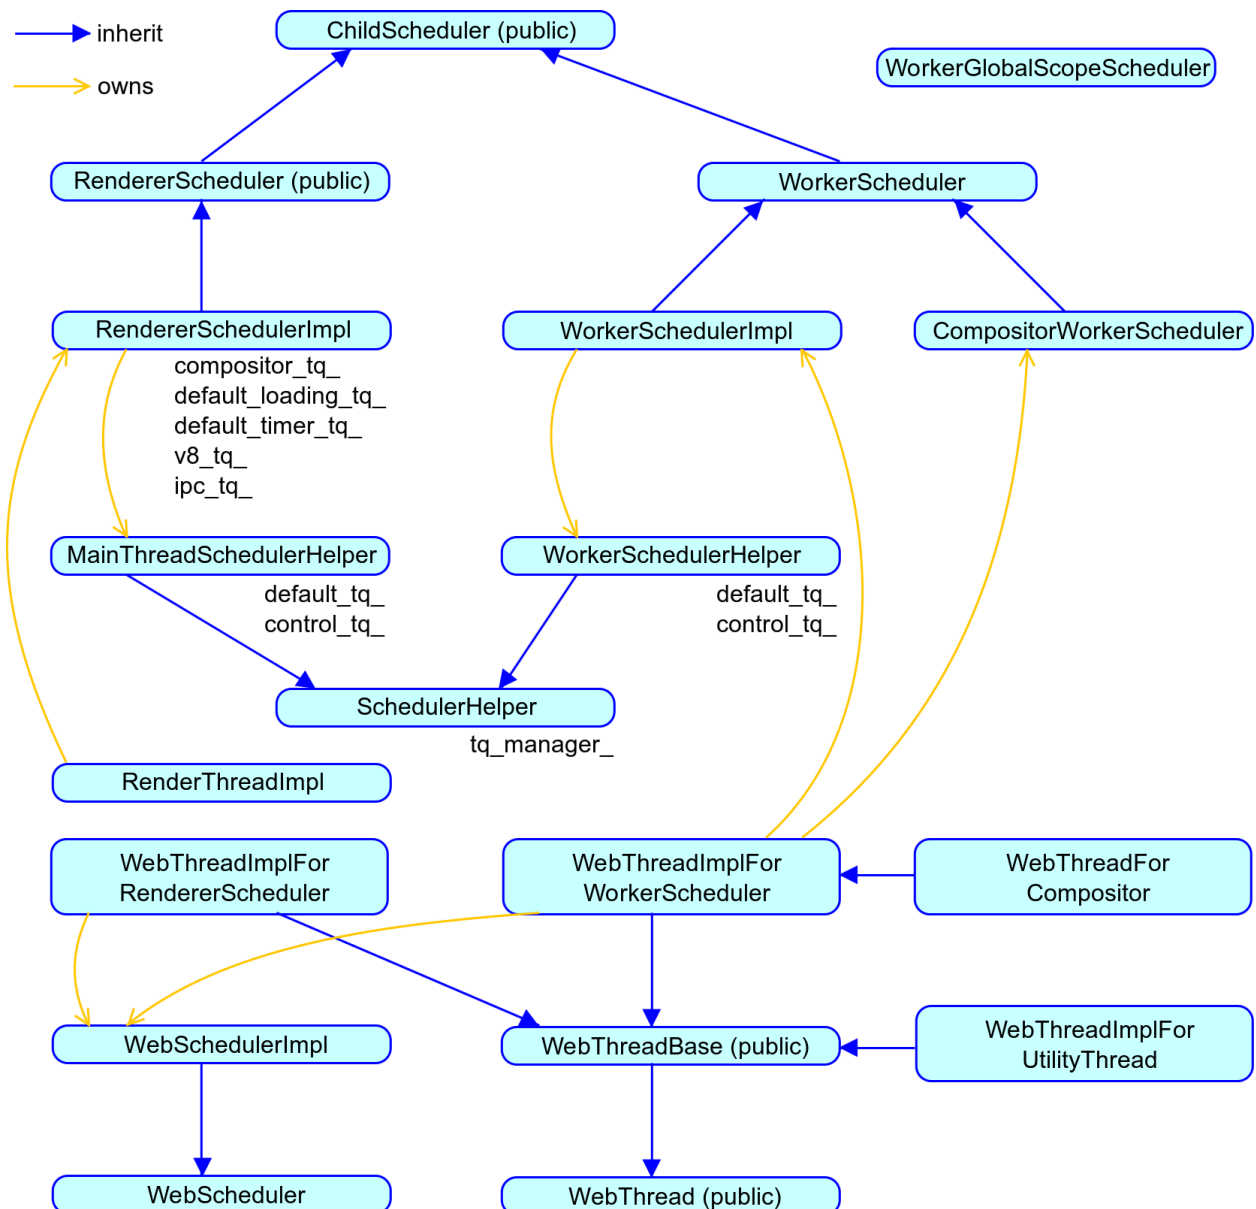 inherit
ChildScheduler (public)
owns
WorkerGlobalScopeScheduler
RendererScheduler (public)
WorkerScheduler
RendererSchedulerImpl
WorkerSchedulerImpl
CompositorWorkerScheduler
compositor_tq_
default_loading_tq_
default_timer_tq_
v8_tq_
ipc_tq_
MainThreadSchedulerHelper
WorkerSchedulerHelper
default_tq_
control_tq_
default_tq_
control_tq_
SchedulerHelper
tq_manager_
RenderThreadImpl
WebThreadImplFor
RendererScheduler
WebThreadImplFor
WorkerScheduler
WebThreadFor
Compositor
WebSchedulerImpl
WebThreadBase (public)
WebThreadImplFor
UtilityThread
WebScheduler
WebThread (public)